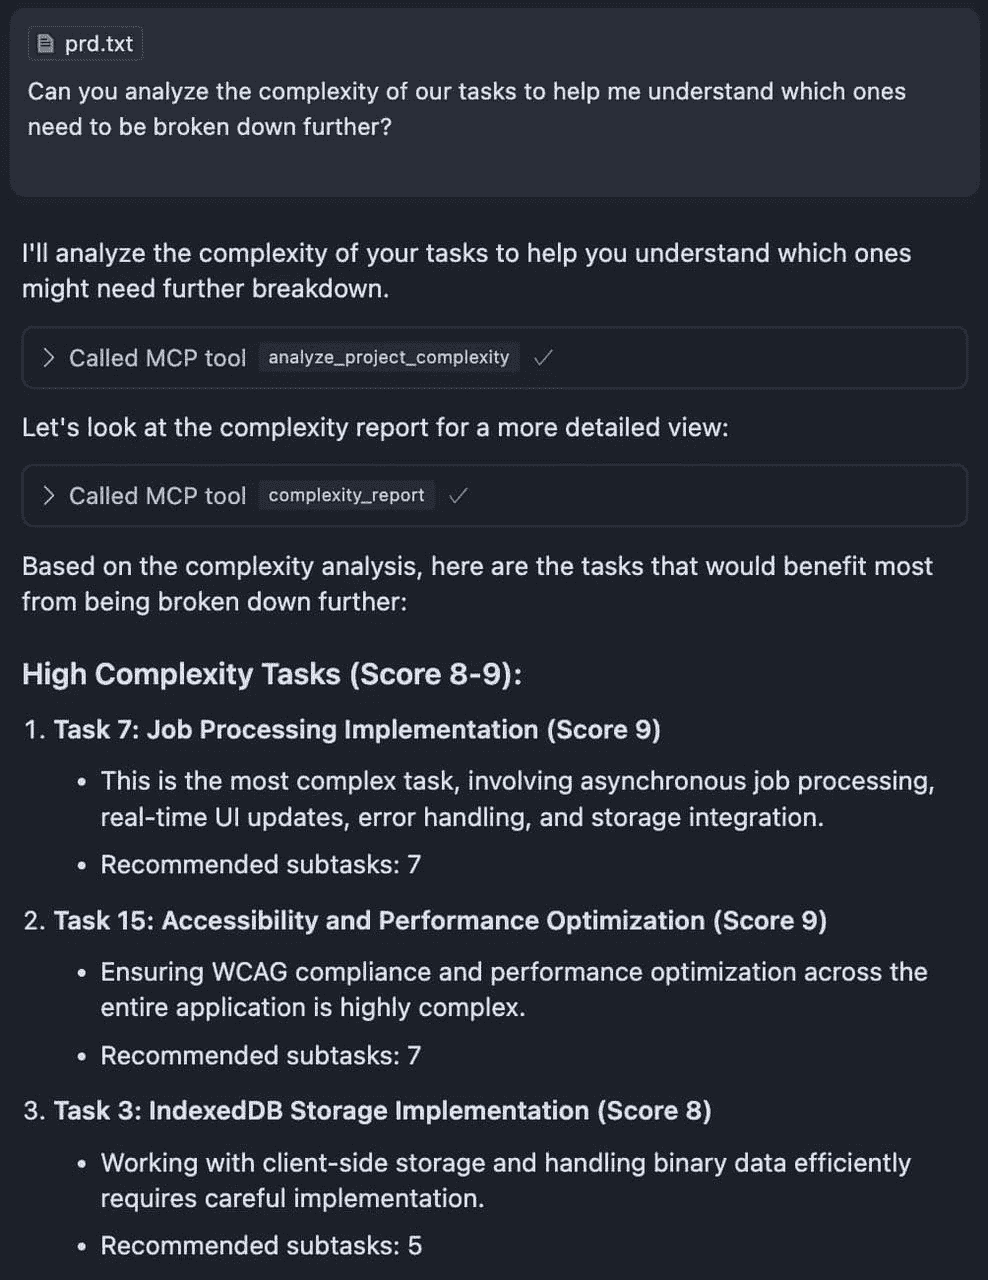 prd.txt
Can you analyze the complexity of our tasks to help me understand which ones
need to be broken down further?
I'll analyze the complexity of your tasks to help you understand which ones
might need further breakdown.
Called MCP tool analyze_project_complexity
Let's look at the complexity report for a more detailed view:
Called MCP tool complexity_report
Based on the complexity analysis, here are the tasks that would benefit most
from being broken down further:
High Complexity Tasks (Score 8-9):
1. Task 7: Job Processing Implementation (Score 9)
• This is the most complex task, involving asynchronous job processing,
real-time UI updates, error handling, and storage integration.
• Recommended subtasks: 7
2. Task 15: Accessibility and Performance Optimization (Score 9)
• Ensuring WCAG compliance and performance optimization across the
entire application is highly complex.
• Recommended subtasks: 7
3. Task 3: IndexedDB Storage Implementation (Score 8)
• Working with client-side storage and handling binary data efficiently
requires careful implementation.
• Recommended subtasks: 5